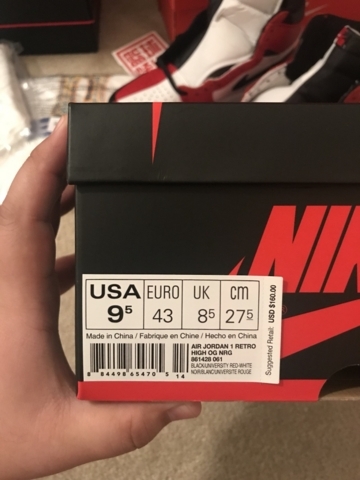 NIK
USA EURO UK cm
9⁵ 43 8⁵ 27⁵
Made in China / Fabriqué en Chine / Hecho en China
AIR JORDAN 1 RETRO
HIGH OG NRG
861428 061
BLACK/UNIVERSITY RED-WHITE
NOIR/BLANC/UNIVERSITE ROUGE
8 84498 65470 5 14
Suggested Retail: USD $160.00